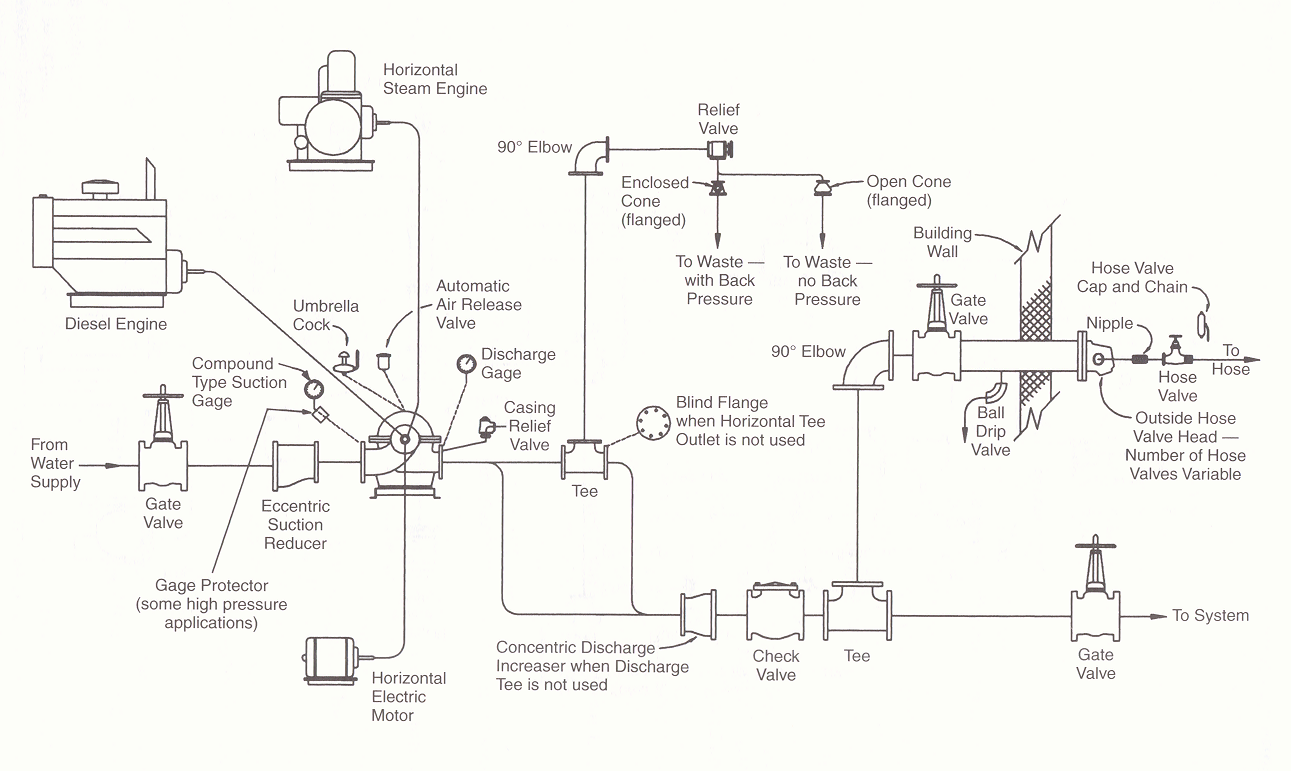 Horizontal
Steam Engine
Relief
Valve
90° Elbow
Enclosed
Cone
(flanged)
Open Cone
(flanged)
Building
Wall
To Waste —
with Back
Pressure
To Waste —
no Back
Pressure
Hose Valve
Cap and Chain
Automatic
Air Release
Valve
Umbrella
Cock
Diesel Engine
Gate
Valve
Nipple
To
Hose
90° Elbow
Discharge
Gage
Compound
Type Suction
Gage
Hose
Valve
Casing
Relief
Valve
Blind Flange
when Horizontal Tee
Outlet is not used
Ball
Drip
Valve
Outside Hose
Valve Head —
Number of Hose
Valves Variable
From
Water
Supply
Gate
Valve
Eccentric
Suction
Reducer
Tee
Gage Protector
(some high pressure
applications)
To System
Concentric Discharge
Increaser when Discharge
Tee is not used
Check
Valve
Tee
Gate
Valve
Horizontal
Electric
Motor